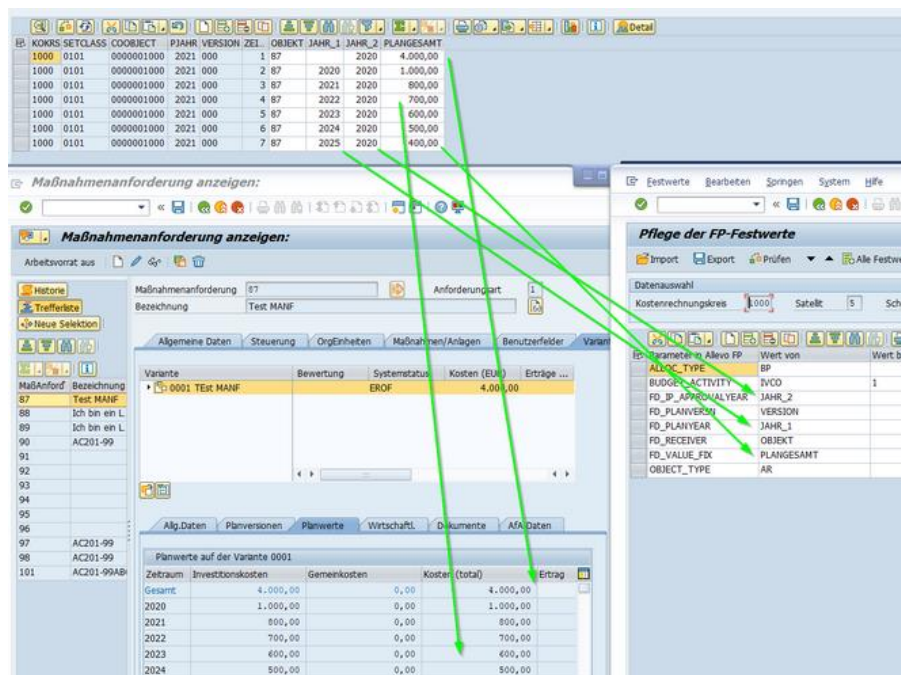 Detail
KOKRS SETCLASS COOBJECT PJAHR VERSION ZEI.. OBJEKT JAHR_1 JAHR_2 PLANGESAMT
1000 0101 0000001000 2021 000 1 87 2020 4.000,00
1000 0101 0000001000 2021 000 2 87 2020 2020 1.000,00
1000 0101 0000001000 2021 000 3 87 2021 2020 800,00
1000 0101 0000001000 2021 000 4 87 2022 2020 700,00
1000 0101 0000001000 2021 000 5 87 2023 2020 600,00
1000 0101 0000001000 2021 000 6 87 2024 2020 500,00
1000 0101 0000001000 2021 000 7 87 2025 2020 400,00
Maßnahmenanforderung anzeigen:
Maßnahmenanforderung anzeigen:
Arbeitsvorrat aus
Historie
Trefferliste
Neue Selektion
Maßnahmenanforderung 87 Anforderungsart 1
Bezeichnung Test MANF
Allgemeine Daten Steuerung OrgEinheiten Maßnahmen/Anlagen Benutzerfelder Variant
Variante Bewertung Systemstatus Kosten (EUR) Erträge ...
0001 TEst MANF EROF 4.000,00
MaßAnford Bezeichnung
87 Test MANF
88 Ich bin ein L
89 Ich bin ein L
90 AC201-99
91
92
93
94
95
96
97 AC201-99
98 AC201-99
101 AC201-99AB
Allg.Daten Planversionen Planwerte Wirtschaftl. Dokumente AfA-Daten
Planwerte auf der Variante 0001
Zeitraum Investitionskosten Gemeinkosten Kosten (total) Ertrag
Gesamt 4.000,00 0,00 4.000,00
2020 1.000,00 0,00 1.000,00
2021 800,00 0,00 800,00
2022 700,00 0,00 700,00
2023 600,00 0,00 600,00
2024 500,00 0,00 500,00
Festwerte Bearbeiten Springen System Hilfe
Pflege der FP-Festwerte
Import Export Prüfen Alle Festwe
Datenauswahl
Kostenrechnungskreis 1000 Satellit 5 Sch
Parameter in Allevo FP Wert von Wert b
ALLOC_TYPE BP
BUDGET_ACTIVITY IVCO 1
FD_IP_APPROVALYEAR JAHR_2
FD_PLANVERSN VERSION
FD_PLANYEAR JAHR_1
FD_RECEIVER OBJEKT
FD_VALUE_FIX PLANGESAMT
OBJECT_TYPE AR